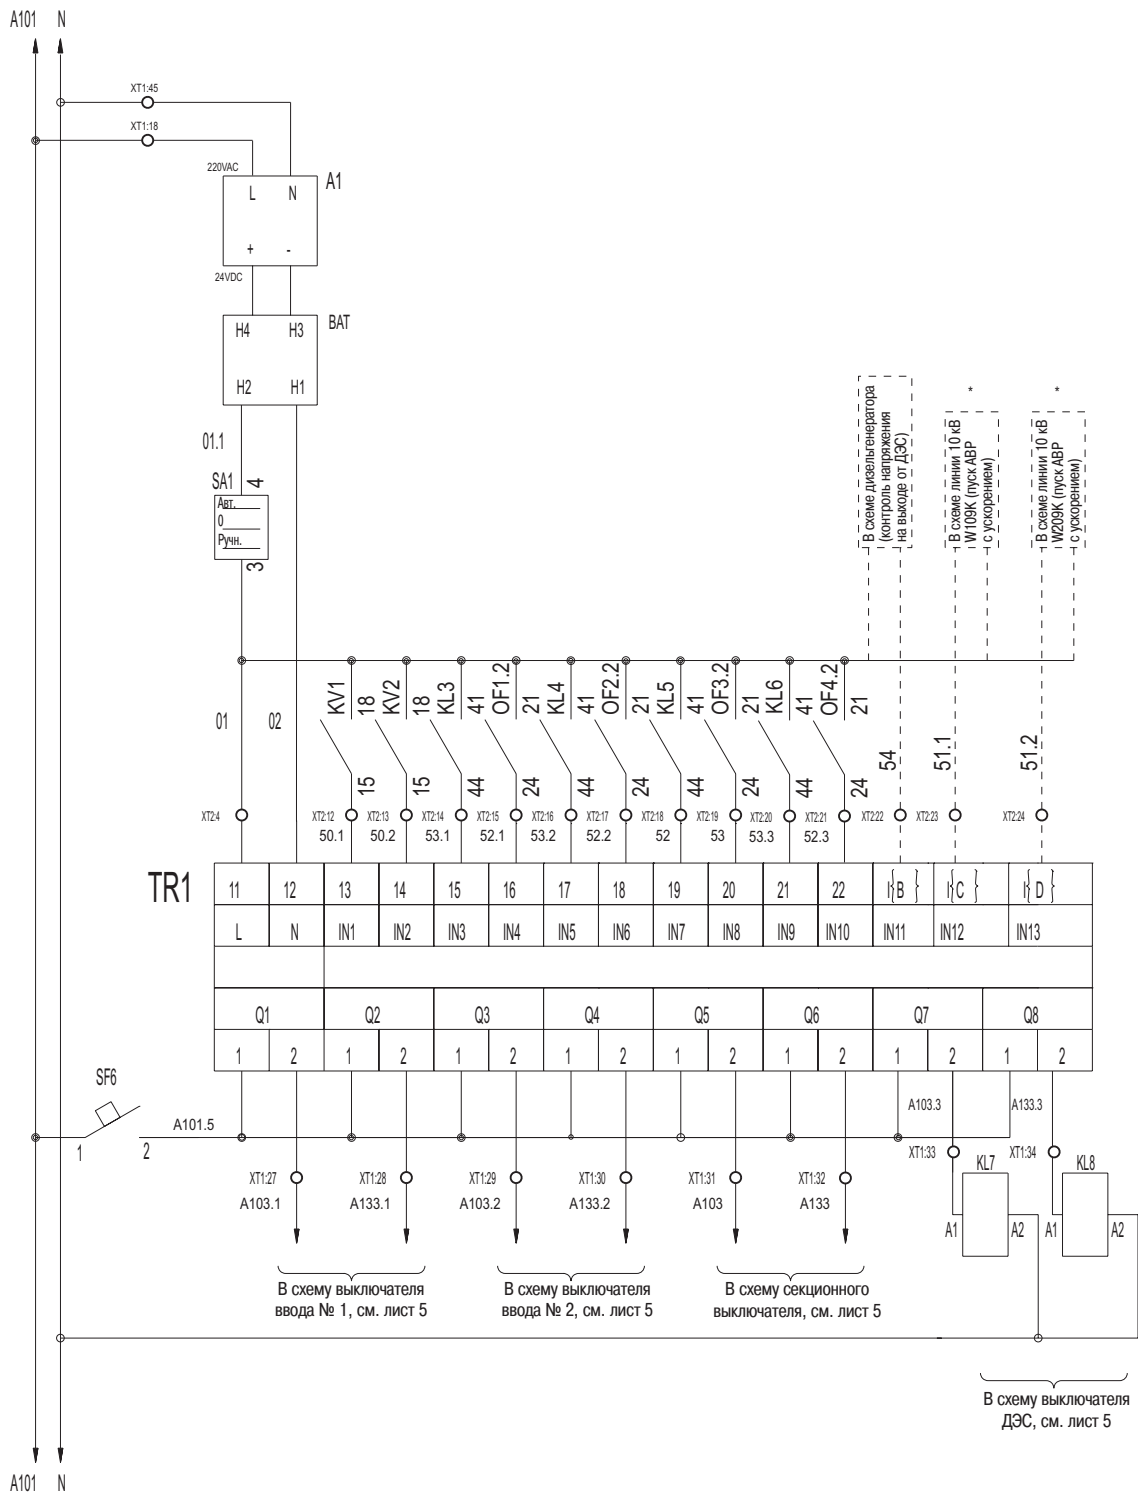 A101 N
XT1:45
XT1:18
220VAC
L N
A1
+ -
24VDC
BAT
H4 H3
H2 H1
01.1
SA1 4
Авт.
0
Ручн.
3
В схеме дизельгенератора
(контроль напряжения
на выходе от ДЭС)
*
В схеме линии 10 кВ
W109K (пуск АВР
с ускорением)
*
В схеме линии 10 кВ
W209K (пуск АВР
с ускорением)
01 02
KV1 18 KV2 18 KL3 41 OF1.2 21 KL4 41 OF2.2 21 KL5 41 OF3.2 21 KL6 41 OF4.2 21
15 15 44 24 44 24 44 24 44 24
54 51.1 51.2
XT2:4 XT2:12 XT2:13 XT2:14 XT2:15 XT2:16 XT2:17 XT2:18 XT2:19 XT2:20 XT2:21 XT2:22 XT2:23 XT2:24
50.1 50.2 53.1 52.1 53.2 52.2 52 53 53.3 52.3
TR1
11 12 13 14 15 16 17 18 19 20 21 22 I{B } I{C } I{ D }
L N IN1 IN2 IN3 IN4 IN5 IN6 IN7 IN8 IN9 IN10 IN11 IN12 IN13
Q1 Q2 Q3 Q4 Q5 Q6 Q7 Q8
1 2 1 2 1 2 1 2 1 2 1 2 1 2 1 2
SF6
1 2
A101.5
A103.3 A133.3
XT1:33 XT1:34
KL7 KL8
A1 A2 A1 A2
XT1:27 XT1:28 XT1:29 XT1:30 XT1:31 XT1:32
A103.1 A133.1 A103.2 A133.2 A103 A133
В схему выключателя
ввода № 1, см. лист 5
В схему выключателя
ввода № 2, см. лист 5
В схему секционного
выключателя, см. лист 5
В схему выключателя
ДЭС, см. лист 5
A101 N